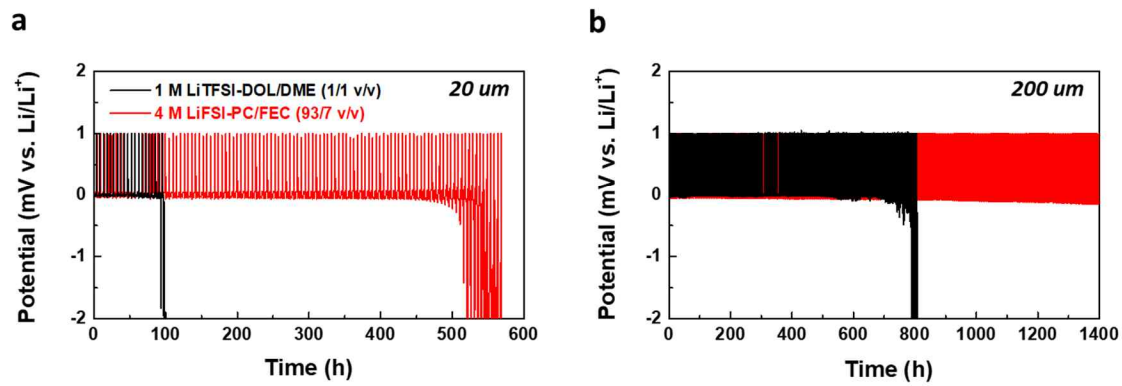 a
2
1
0
-1
-2
Potential (mV vs. Li/Li⁺)
1 M LiTFSI-DOL/DME (1/1 v/v)
4 M LiFSI-PC/FEC (93/7 v/v)
20 um
0 100 200 300 400 500 600
Time (h)
b
2
1
0
-1
-2
Potential (mV vs. Li/Li⁺)
200 um
0 200 400 600 800 1000 1200 1400
Time (h)